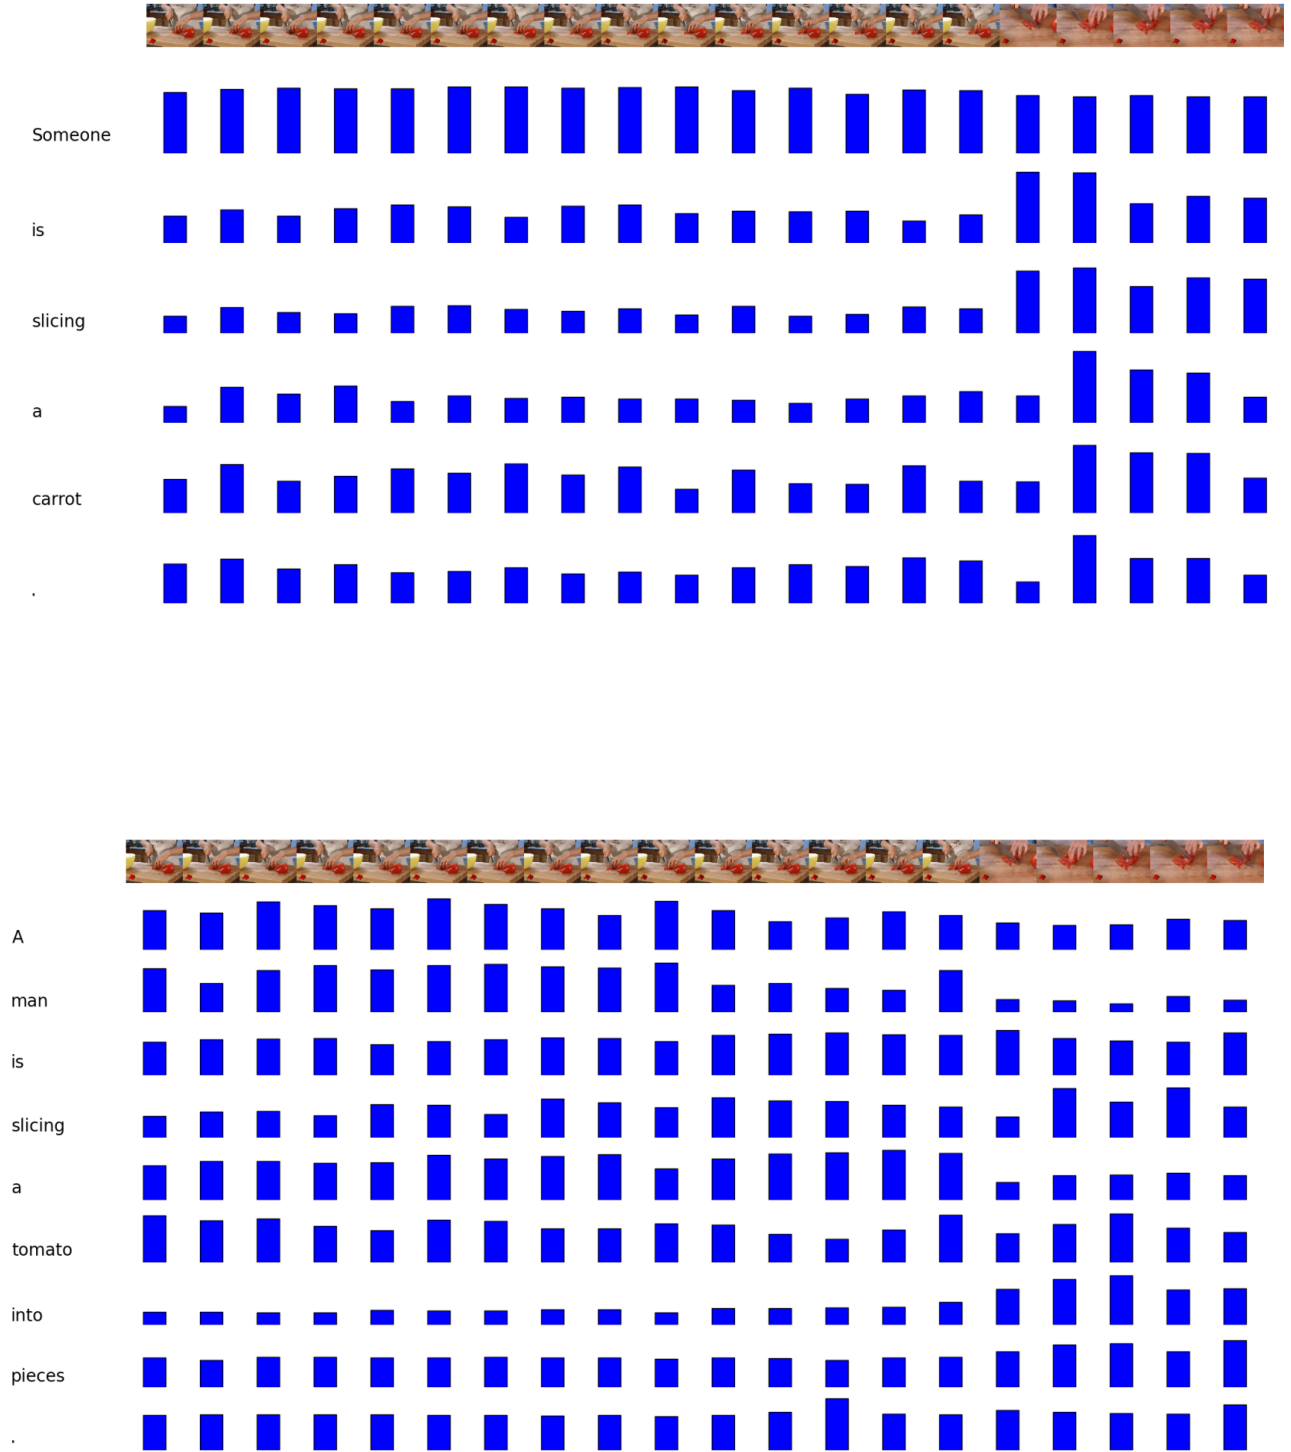 Someone
is
slicing
a
carrot
.
A
man
is
slicing
a
tomato
into
pieces
.